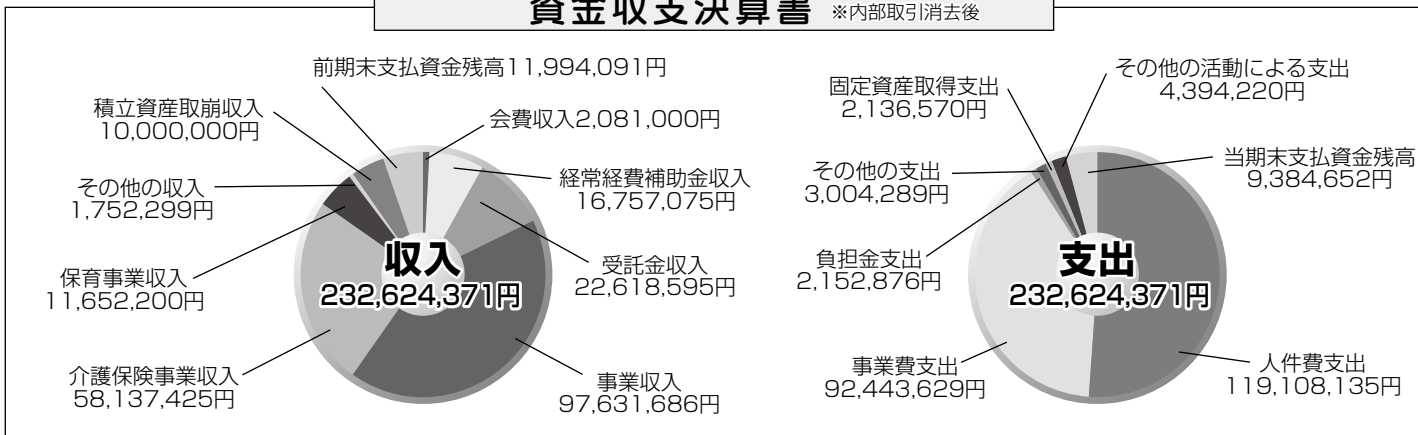 資金収支決算書 ※内部取引消去後
前期末支払資金残高11,994,091円
会費収入2,081,000円
経常経費補助金収入
16,757,075円
受託金収入
22,618,595円
事業収入
97,631,686円
介護保険事業収入
58,137,425円
保育事業収入
11,652,200円
その他の収入
1,752,299円
積立資産取崩収入
10,000,000円
収入
232,624,371円
その他の活動による支出
4,394,220円
当期末支払資金残高
9,384,652円
人件費支出
119,108,135円
事業費支出
92,443,629円
負担金支出
2,152,876円
その他の支出
3,004,289円
固定資産取得支出
2,136,570円
支出
232,624,371円